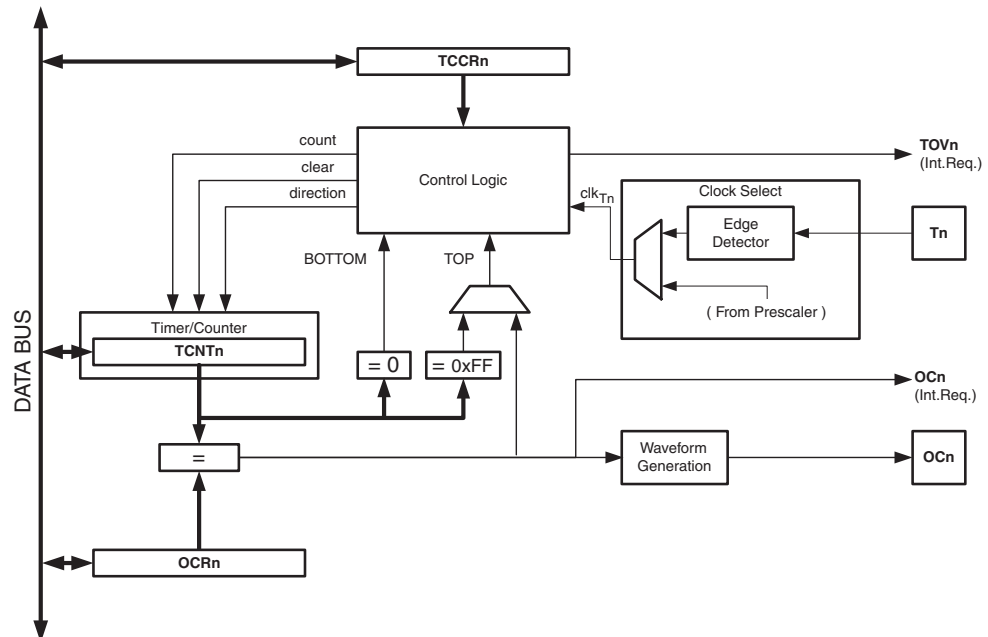 TCCRn
count
clear
direction
Control Logic
TOVn
(Int.Req.)
clkTn
Clock Select
Edge
Detector
Tn
( From Prescaler )
BOTTOM
TOP
Timer/Counter
TCNTn
= 0
= 0xFF
DATA BUS
OCn
(Int.Req.)
=
Waveform
Generation
OCn
OCRn